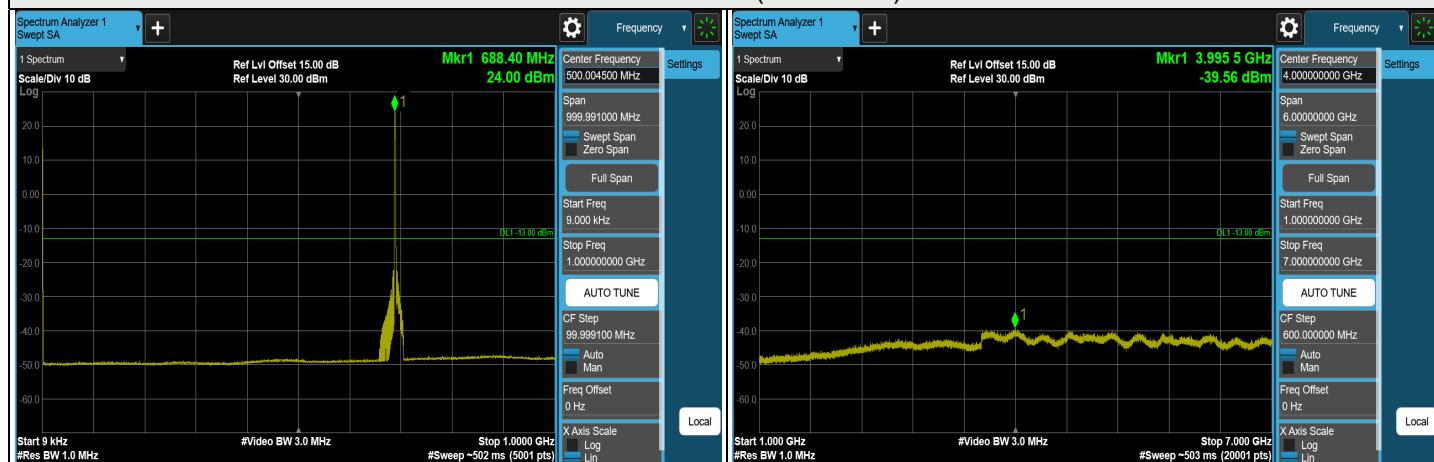 Spectrum Analyzer 1
Swept SA
+
Frequency
1 Spectrum
Scale/Div 10 dB
Log
Ref Lvl Offset 15.00 dB
Ref Level 30.00 dBm
Mkr1 688.40 MHz
24.00 dBm
1
20.0
10.0
0.00
-10.0
-20.0
-30.0
-40.0
-50.0
-60.0
DL1 -13.00 dBm
Start 9 kHz
#Res BW 1.0 MHz
#Video BW 3.0 MHz
Stop 1.0000 GHz
#Sweep ~502 ms (5001 pts)
Center Frequency
500.004500 MHz
Span
999.991000 MHz
Swept Span
Zero Span
Full Span
Start Freq
9.000 kHz
Stop Freq
1.000000000 GHz
AUTO TUNE
CF Step
99.999100 MHz
Auto
Man
Freq Offset
0 Hz
X Axis Scale
Log
Lin
Settings
Local
Spectrum Analyzer 1
Swept SA
+
Frequency
1 Spectrum
Scale/Div 10 dB
Log
Ref Lvl Offset 15.00 dB
Ref Level 30.00 dBm
Mkr1 3.995 5 GHz
-39.56 dBm
1
20.0
10.0
0.00
-10.0
-20.0
-30.0
-40.0
-50.0
-60.0
DL1 -13.00 dBm
Start 1.000 GHz
#Res BW 1.0 MHz
#Video BW 3.0 MHz
Stop 7.000 GHz
#Sweep ~503 ms (20001 pts)
Center Frequency
4.000000000 GHz
Span
6.00000000 GHz
Swept Span
Zero Span
Full Span
Start Freq
1.000000000 GHz
Stop Freq
7.000000000 GHz
AUTO TUNE
CF Step
600.000000 MHz
Auto
Man
Freq Offset
0 Hz
X Axis Scale
Log
Lin
Settings
Local